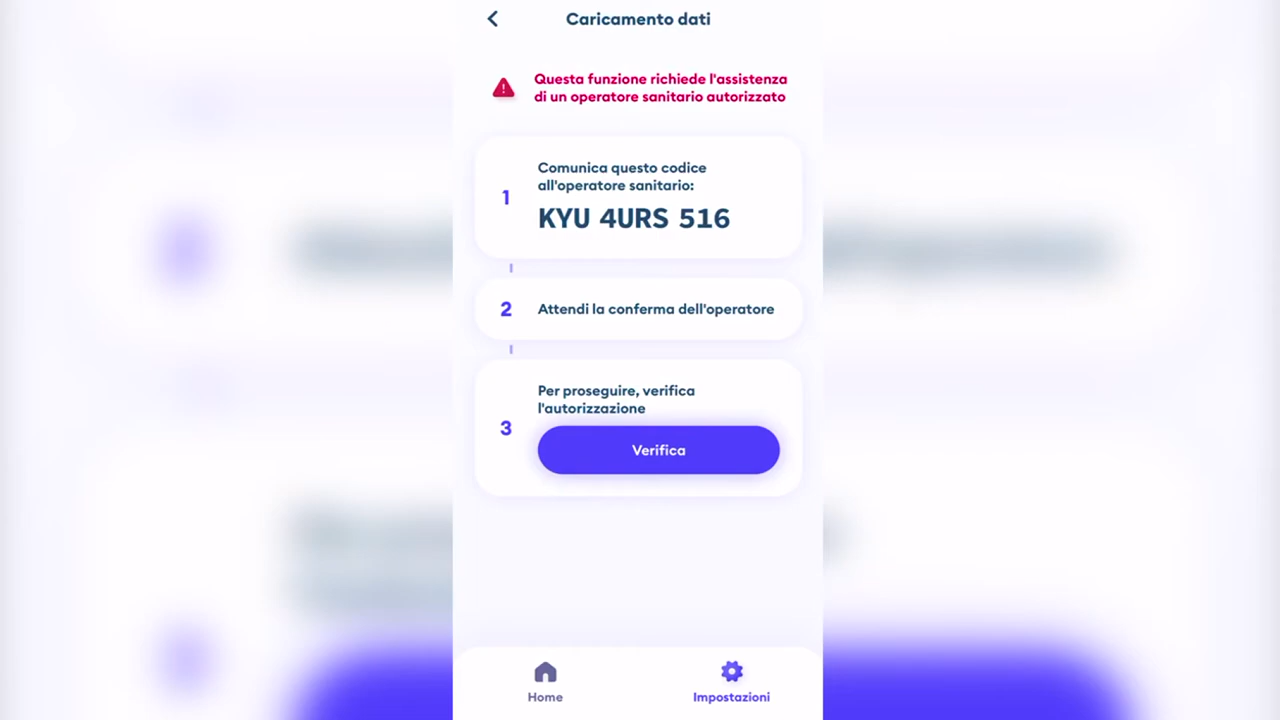 Caricamento dati
Questa funzione richiede l'assistenza
di un operatore sanitario autorizzato
1
Comunica questo codice
all'operatore sanitario:
KYU 4URS 516
2
Attendi la conferma dell'operatore
3
Per proseguire, verifica
l'autorizzazione
Verifica
Home
Impostazioni